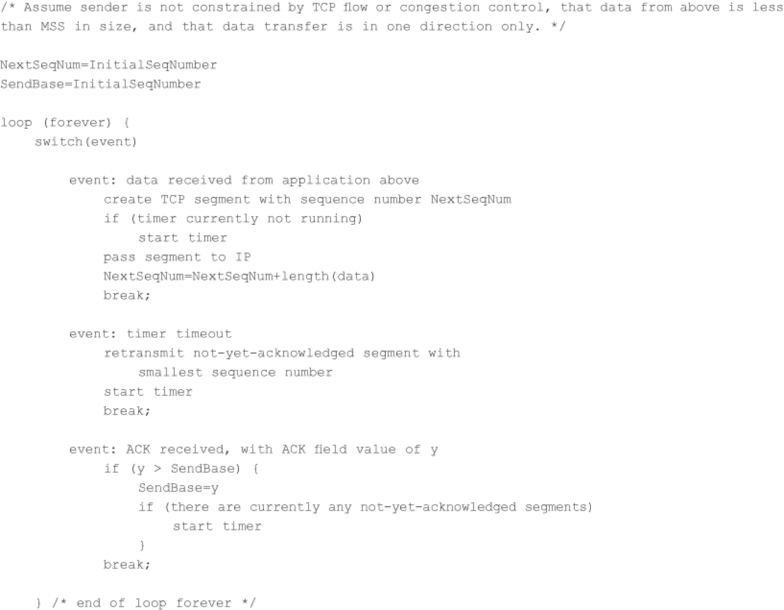 /* Assume sender is not constrained by TCP flow or congestion control, that data from above is less
than MSS in size, and that data transfer is in one direction only. */
NextSeqNum=InitialSeqNumber
SendBase=InitialSeqNumber
loop (forever) {
switch(event)
event: data received from application above
create TCP segment with sequence number NextSeqNum
if (timer currently not running)
start timer
pass segment to IP
NextSeqNum=NextSeqNum+length(data)
break;
event: timer timeout
retransmit not-yet-acknowledged segment with
smallest sequence number
start timer
break;
event: ACK received, with ACK field value of y
if (y > SendBase) {
SendBase=y
if (there are currently any not-yet-acknowledged segments)
start timer
}
break;
} /* end of loop forever */